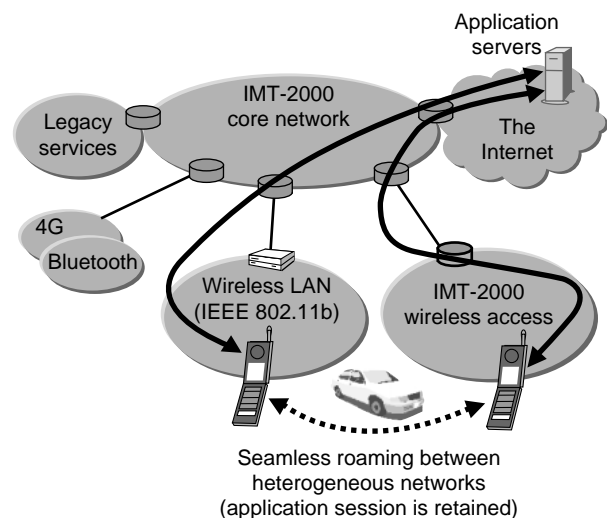 Application
servers
IMT-2000
core network
Legacy
services
The
Internet
4G
Bluetooth
Wireless LAN
(IEEE 802.11b)
IMT-2000
wireless access
Seamless roaming between
heterogeneous networks
(application session is retained)